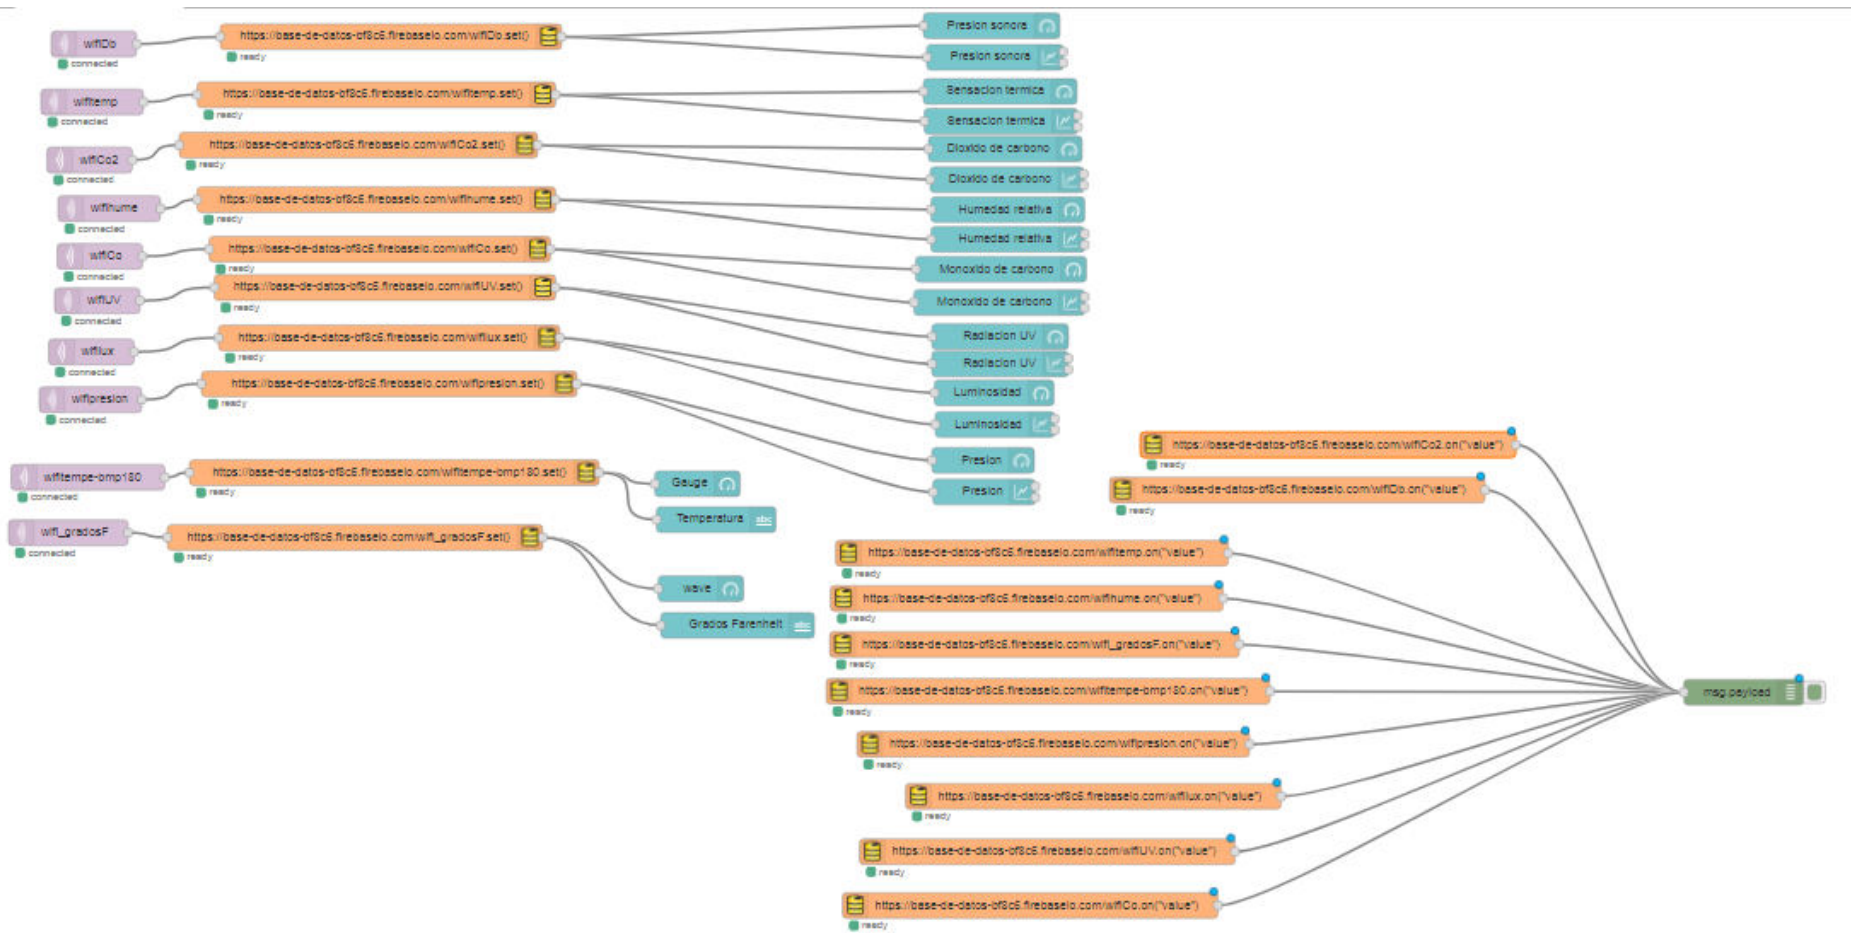 wifiDb
connected
https://base-de-datos-bf8c6.firebaseio.com/wifiDb.set()
ready
Presion sonora
Presion sonora
wifitemp
connected
https://base-de-datos-bf8c6.firebaseio.com/wifitemp.set()
ready
Sensacion termica
Sensacion termica
wifiCo2
connected
https://base-de-datos-bf8c6.firebaseio.com/wifiCo2.set()
ready
Dioxido de carbono
Dioxido de carbono
wifihume
connected
https://base-de-datos-bf8c6.firebaseio.com/wifihume.set()
ready
Humedad relativa
Humedad relativa
wifiCo
connected
https://base-de-datos-bf8c6.firebaseio.com/wifiCo.set()
ready
Monoxido de carbono
Monoxido de carbono
wifiUV
connected
https://base-de-datos-bf8c6.firebaseio.com/wifiUV.set()
ready
Radiacion UV
Radiacion UV
wifilux
connected
https://base-de-datos-bf8c6.firebaseio.com/wifilux.set()
ready
Luminosidad
Luminosidad
wifipresion
connected
https://base-de-datos-bf8c6.firebaseio.com/wifipresion.set()
ready
Presion
Presion
wifitempe-bmp180
connected
https://base-de-datos-bf8c6.firebaseio.com/wifitempe-bmp180.set()
ready
Gauge
Temperatura
abc
wifi_gradosF
connected
https://base-de-datos-bf8c6.firebaseio.com/wifi_gradosF.set()
ready
wave
Grados Farenheit
abc
https://base-de-datos-bf8c6.firebaseio.com/wifiCo2.on("value")
ready
https://base-de-datos-bf8c6.firebaseio.com/wifiDb.on("value")
ready
https://base-de-datos-bf8c6.firebaseio.com/wifitemp.on("value")
ready
https://base-de-datos-bf8c6.firebaseio.com/wifihume.on("value")
ready
https://base-de-datos-bf8c6.firebaseio.com/wifi_gradosF.on("value")
ready
https://base-de-datos-bf8c6.firebaseio.com/wifitempe-bmp180.on("value")
ready
https://base-de-datos-bf8c6.firebaseio.com/wifipresion.on("value")
ready
https://base-de-datos-bf8c6.firebaseio.com/wifilux.on("value")
ready
https://base-de-datos-bf8c6.firebaseio.com/wifiUV.on("value")
ready
https://base-de-datos-bf8c6.firebaseio.com/wifiCo.on("value")
ready
msg.payload